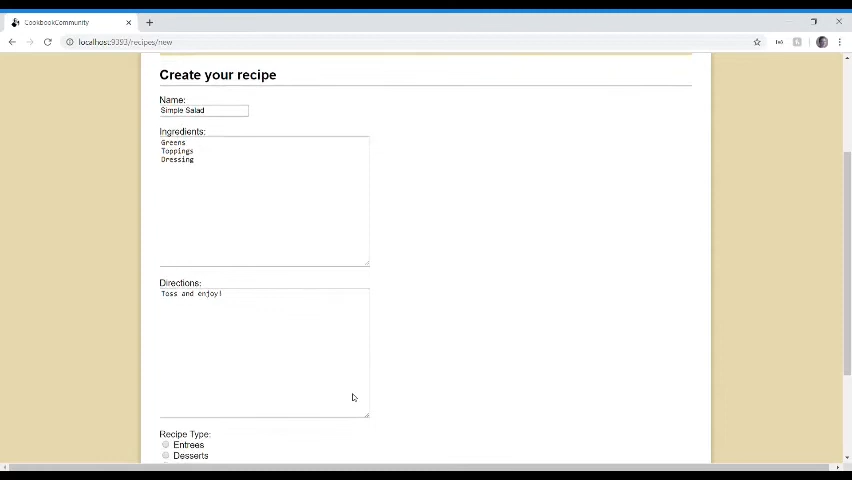 CookbookCommunity
localhost:9393/recipes/new
Create your recipe
Name:
Simple Salad
Ingredients:
Greens
Toppings
Dressing
Directions:
Toss and enjoy!
Recipe Type:
Entrees
Desserts